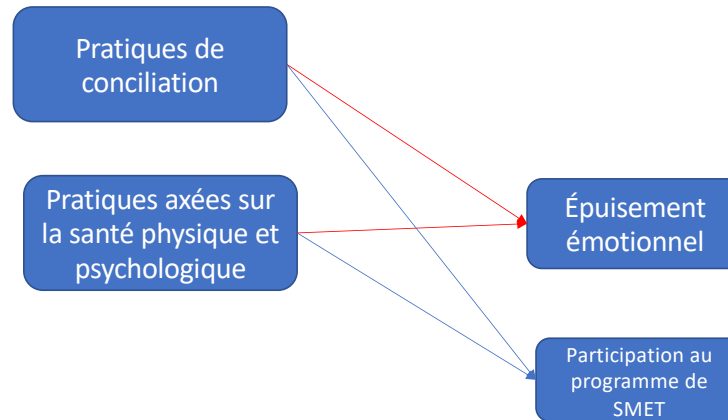 Pratiques de
conciliation
Pratiques axées sur
la santé physique et
psychologique
Épuisement
émotionnel
Participation au
programme de
SMET